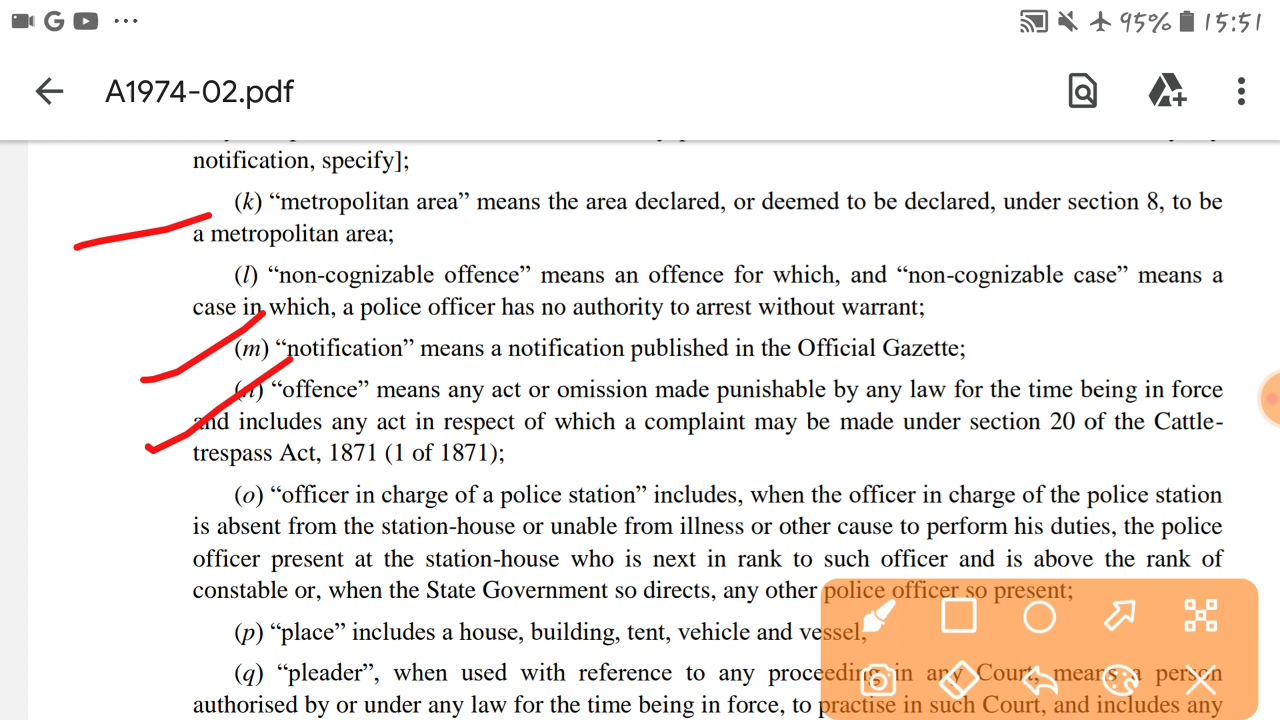 95% 15:51
A1974-02.pdf
notification, specify];
(k) “metropolitan area” means the area declared, or deemed to be declared, under section 8, to be
a metropolitan area;
(l) “non-cognizable offence” means an offence for which, and “non-cognizable case” means a
case in which, a police officer has no authority to arrest without warrant;
(m) “notification” means a notification published in the Official Gazette;
(n) “offence” means any act or omission made punishable by any law for the time being in force
and includes any act in respect of which a complaint may be made under section 20 of the Cattle-
trespass Act, 1871 (1 of 1871);
(o) “officer in charge of a police station” includes, when the officer in charge of the police station
is absent from the station-house or unable from illness or other cause to perform his duties, the police
officer present at the station-house who is next in rank to such officer and is above the rank of
constable or, when the State Government so directs, any other police officer so present;
(p) “place” includes a house, building, tent, vehicle and vessel;
(q) “pleader”, when used with reference to any proceeding in any Court, means a person
authorised by or under any law for the time being in force, to practise in such Court, and includes any